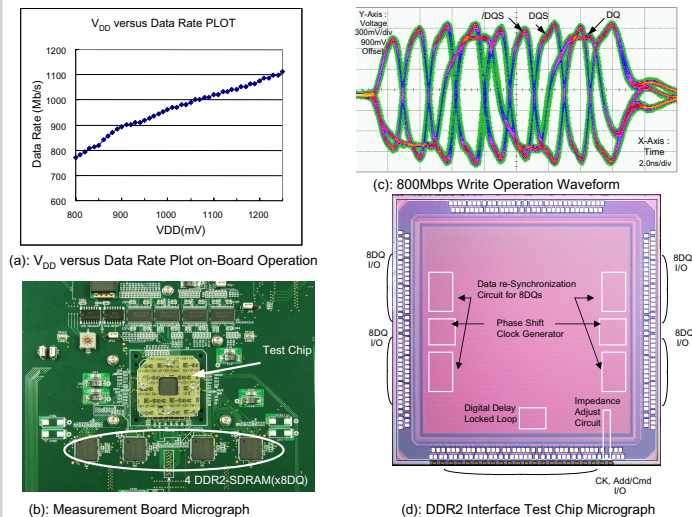 V_DD versus Data Rate PLOT
1200
1100
1000
900
800
700
600
Data Rate (Mb/s)
800
900
1000
1100
1200
VDD(mV)
(a): V_DD versus Data Rate Plot on-Board Operation
Test Chip
4 DDR2-SDRAM(x8DQ)
(b): Measurement Board Micrograph
Y-Axis :
Voltage
300mV/div
900mV
Offset
/DQS
DQS
DQ
X-Axis :
Time
2.0ns/div
(c): 800Mbps Write Operation Waveform
8DQ
I/O
8DQ
I/O
Data re-Synchronization
Circuit for 8DQs
Phase Shift
Clock Generator
Digital Delay
Locked Loop
Impedance
Adjust
Circuit
8DQ
I/O
8DQ
I/O
CK, Add/Cmd
I/O
(d): DDR2 Interface Test Chip Micrograph